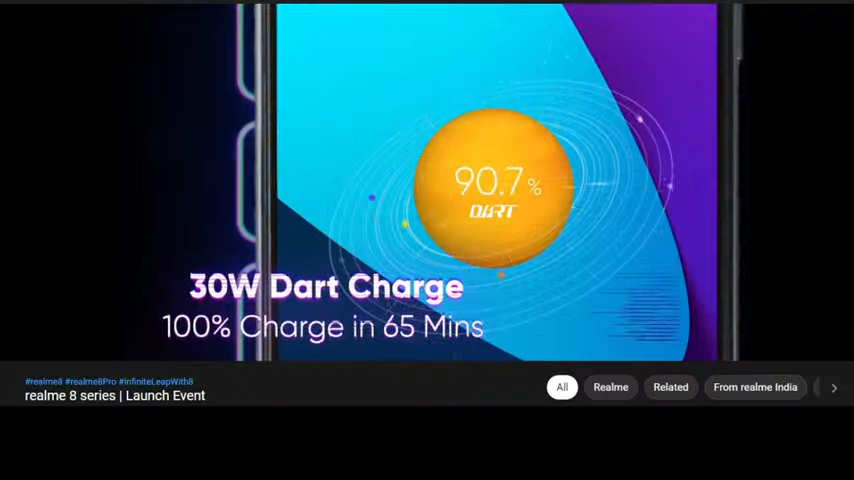 90.7%
DART
30W Dart Charge
100% Charge in 65 Mins
#realme8 #realme8Pro #InfiniteLeapWith8
realme 8 series | Launch Event
All
Realme
Related
From realme India